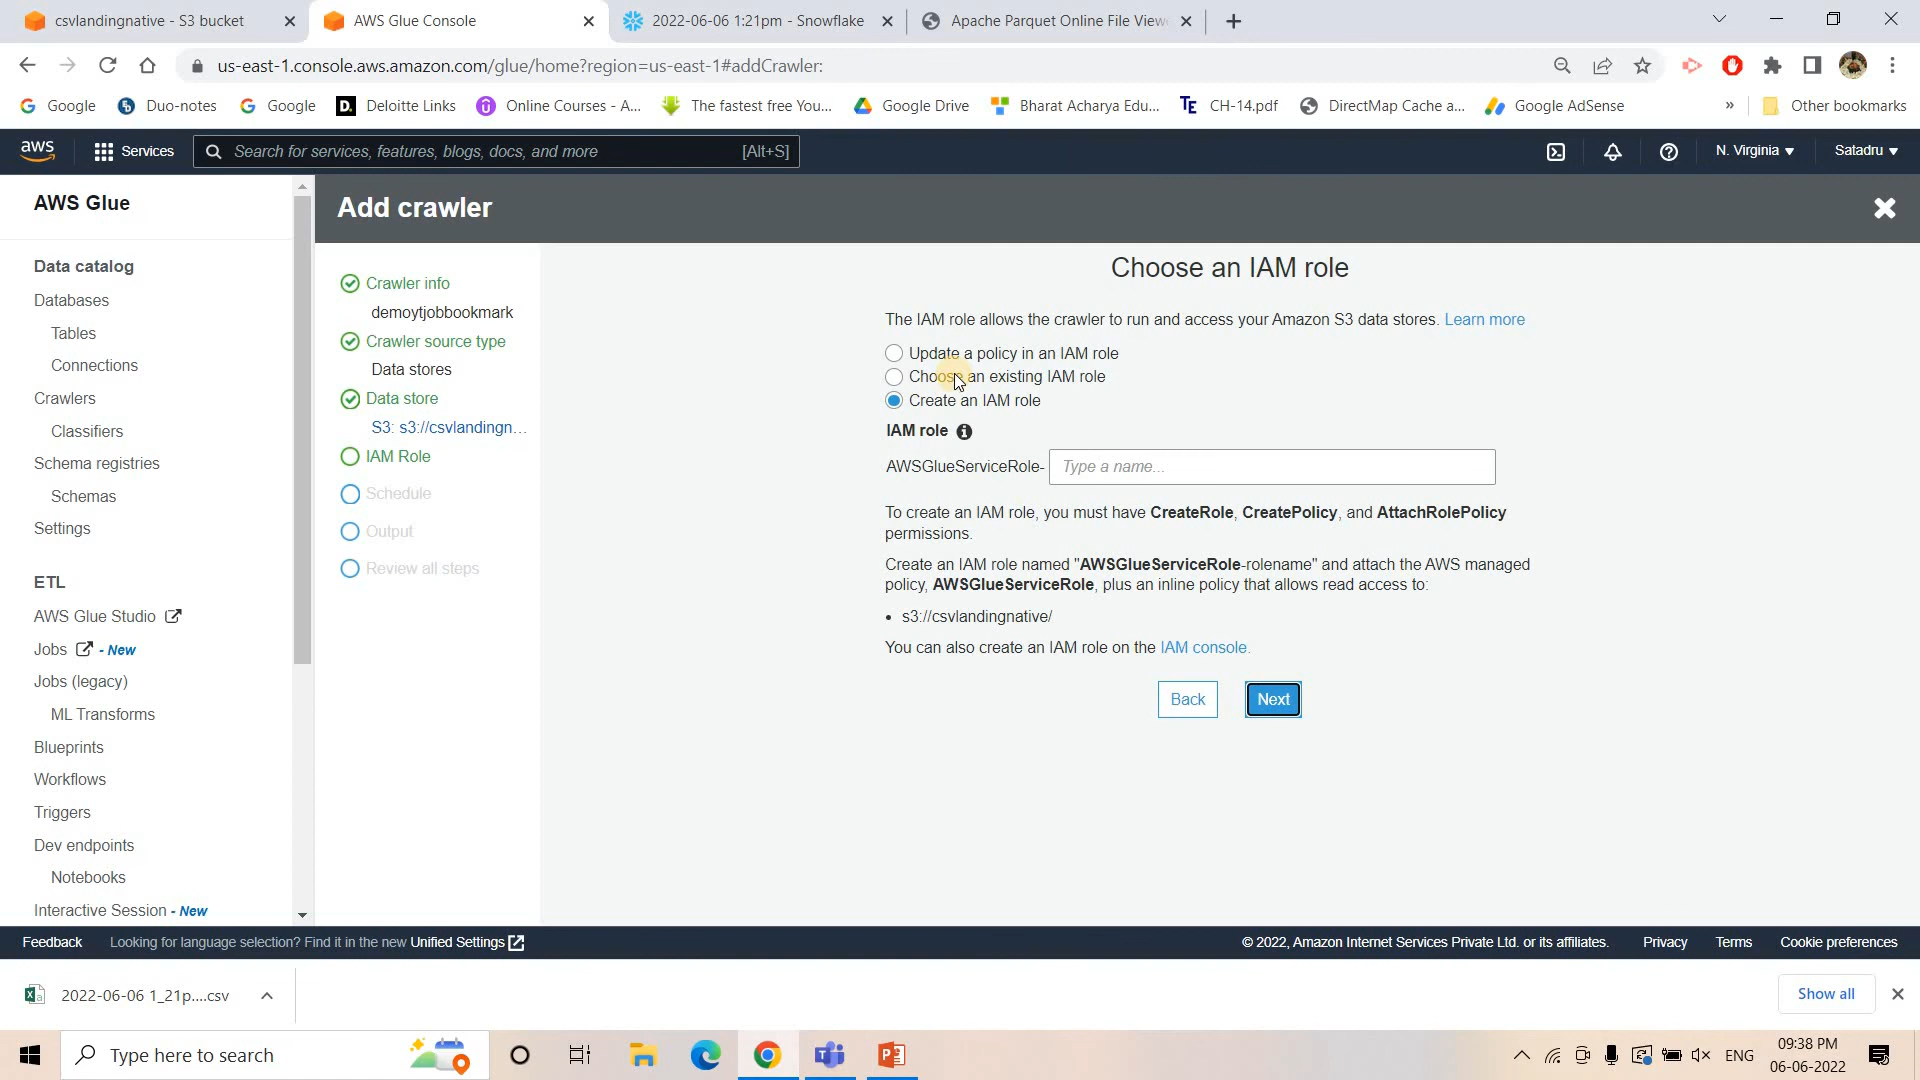 csvlandingnative - S3 bucket
AWS Glue Console
2022-06-06 1:21pm - Snowflake
Apache Parquet Online File View
us-east-1.console.aws.amazon.com/glue/home?region=us-east-1#addCrawler:
Google
Duo-notes
Google
Deloitte Links
Online Courses - A...
The fastest free You...
Google Drive
Bharat Acharya Edu...
CH-14.pdf
DirectMap Cache a...
Google AdSense
»
Other bookmarks
aws
Services
Search for services, features, blogs, docs, and more
[Alt+S]
N. Virginia
Satadru
AWS Glue
Data catalog
Databases
Tables
Connections
Crawlers
Classifiers
Schema registries
Schemas
Settings
ETL
AWS Glue Studio
Jobs - New
Jobs (legacy)
ML Transforms
Blueprints
Workflows
Triggers
Dev endpoints
Notebooks
Interactive Session - New
Add crawler
Crawler info
demoytjobbookmark
Crawler source type
Data stores
Data store
S3: s3://csvlandingn...
IAM Role
Schedule
Output
Review all steps
Choose an IAM role
The IAM role allows the crawler to run and access your Amazon S3 data stores. Learn more
Update a policy in an IAM role
Choose an existing IAM role
Create an IAM role
IAM role
AWSGlueServiceRole-
Type a name...
To create an IAM role, you must have CreateRole, CreatePolicy, and AttachRolePolicy
permissions.
Create an IAM role named "AWSGlueServiceRole-rolename" and attach the AWS managed
policy, AWSGlueServiceRole, plus an inline policy that allows read access to:
• s3://csvlandingnative/
You can also create an IAM role on the IAM console.
Back
Next
Feedback
Looking for language selection? Find it in the new Unified Settings
© 2022, Amazon Internet Services Private Ltd. or its affiliates.
Privacy
Terms
Cookie preferences
2022-06-06 1_21p....csv
Show all
Type here to search
ENG
09:38 PM
06-06-2022